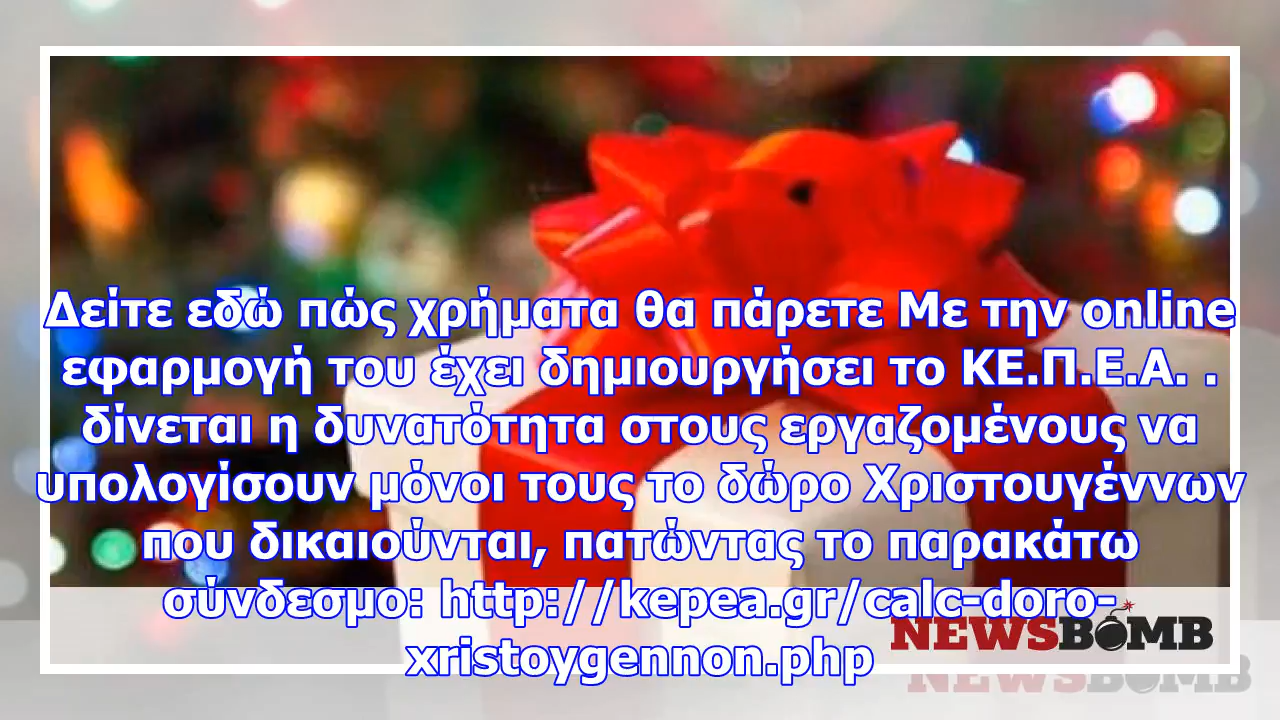 Δείτε εδώ πώς χρήματα θα πάρετε Με την online
εφαρμογή του έχει δημιουργήσει το ΚΕ.Π.Ε.Α. .
δίνεται η δυνατότητα στους εργαζομένους να
υπολογίσουν μόνοι τους το δώρο Χριστουγέννων
που δικαιούνται, πατώντας το παρακάτω
σύνδεσμο: http://kepea.gr/calc-doro-
xristoygennon.php
NEWSBOMB
NEWSBOMB